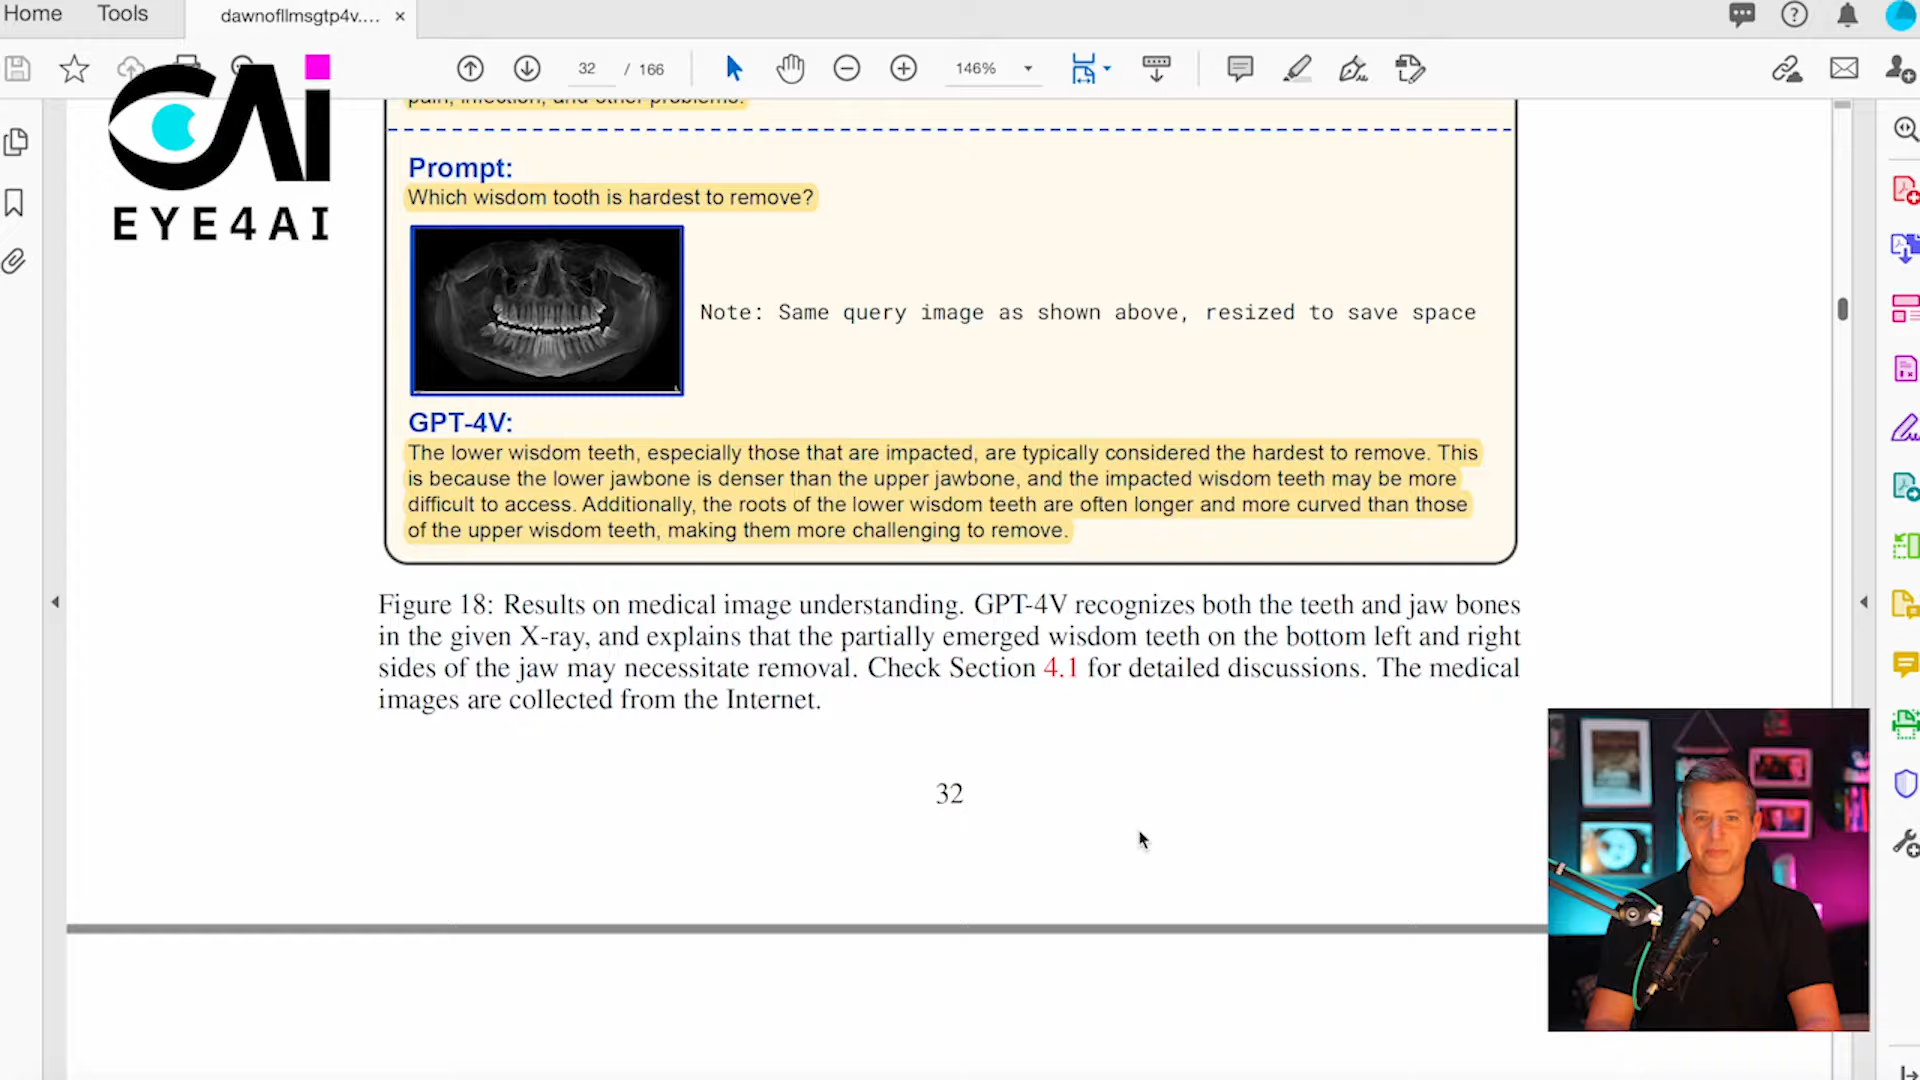 Home
Tools
dawnofllmsgtp4v....
32 / 166
146%
EYE4AI
pain, infection, and other problems.
Prompt:
Which wisdom tooth is hardest to remove?
Note: Same query image as shown above, resized to save space
GPT-4V:
The lower wisdom teeth, especially those that are impacted, are typically considered the hardest to remove. This
is because the lower jawbone is denser than the upper jawbone, and the impacted wisdom teeth may be more
difficult to access. Additionally, the roots of the lower wisdom teeth are often longer and more curved than those
of the upper wisdom teeth, making them more challenging to remove.
Figure 18: Results on medical image understanding. GPT-4V recognizes both the teeth and jaw bones
in the given X-ray, and explains that the partially emerged wisdom teeth on the bottom left and right
sides of the jaw may necessitate removal. Check Section 4.1 for detailed discussions. The medical
images are collected from the Internet.
32